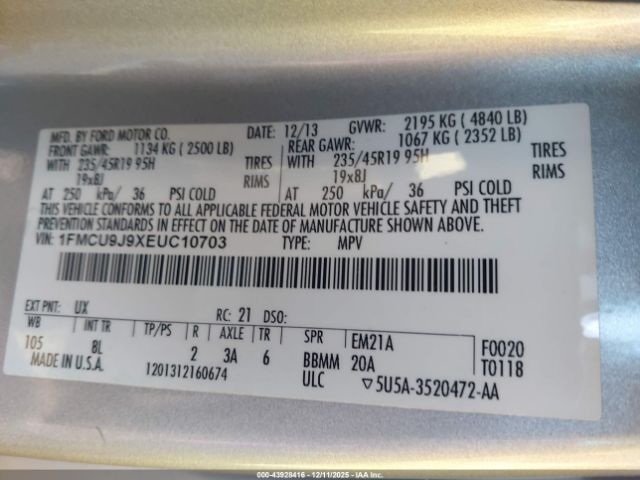 MFD. BY FORD MOTOR CO. DATE: 12/13 GVWR: 2195 KG ( 4840 LB)
FRONT GAWR: 1134 KG ( 2500 LB) REAR GAWR: 1067 KG ( 2352 LB)
WITH 235/45R19 95H TIRES WITH 235/45R19 95H TIRES
19x8J RIMS 19x8J RIMS
AT 250 kPa/ 36 PSI COLD AT 250 kPa/ 36 PSI COLD
THIS VEHICLE CONFORMS TO ALL APPLICABLE FEDERAL MOTOR VEHICLE SAFETY AND THEFT
PREVENTION STANDARDS IN EFFECT ON THE DATE OF MANUFACTURE SHOWN ABOVE.
VIN: 1FMCU9J9XEUC10703 TYPE: MPV
EXT PNT: UX RC: 21 DSO:
WB INT TR TP/PS R AXLE TR SPR EM21A F0020
105 8L 2 3A 6 BBMM 20A T0118
MADE IN U.S.A. 1201312160674 ULC ▽5U5A-3520472-AA
00-43928416 - 12/11/2025 - IAA Inc.